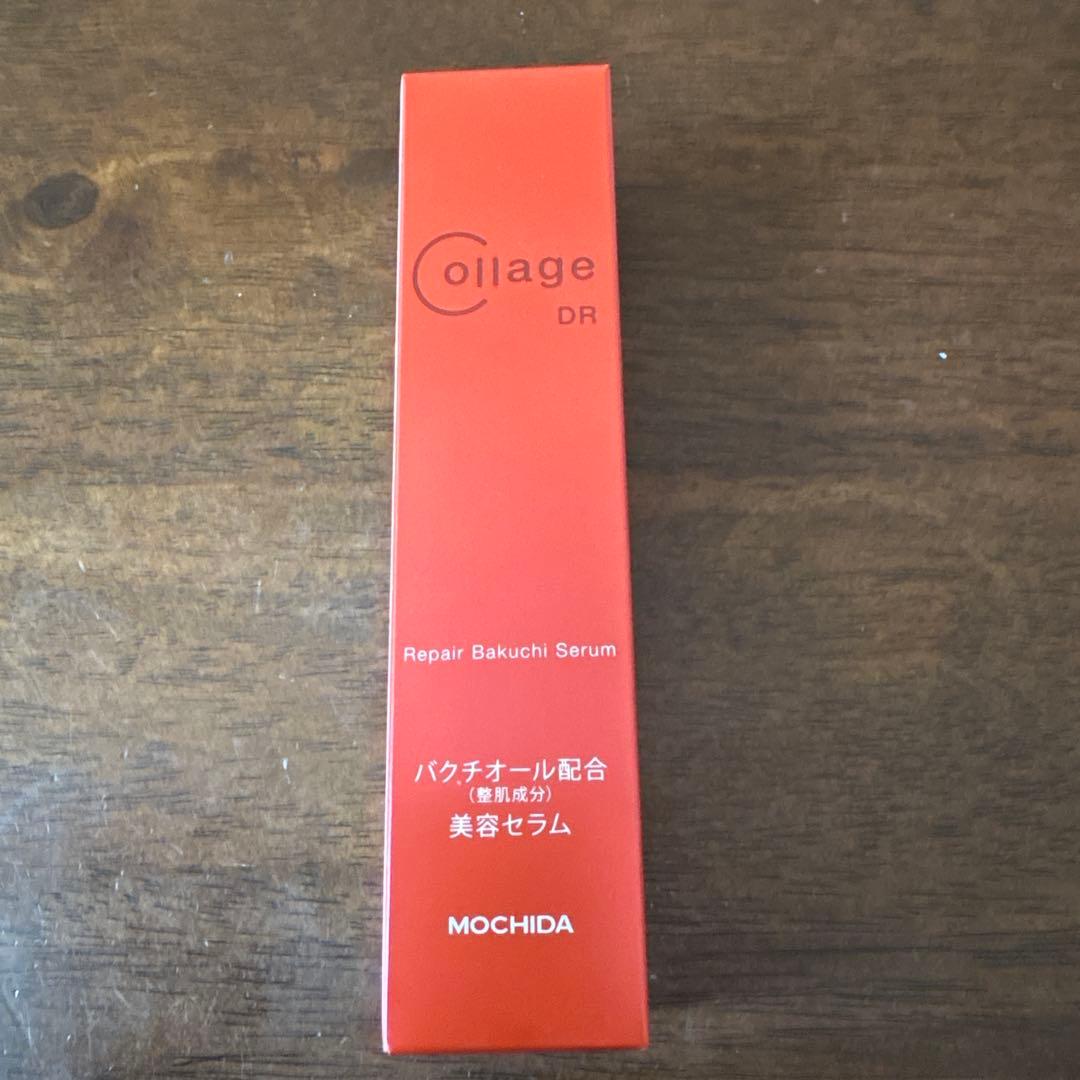 Collage
DR
Repair Bakuchi Serum
バクチオール配合
(整肌成分)
美容セラム
MOCHIDA